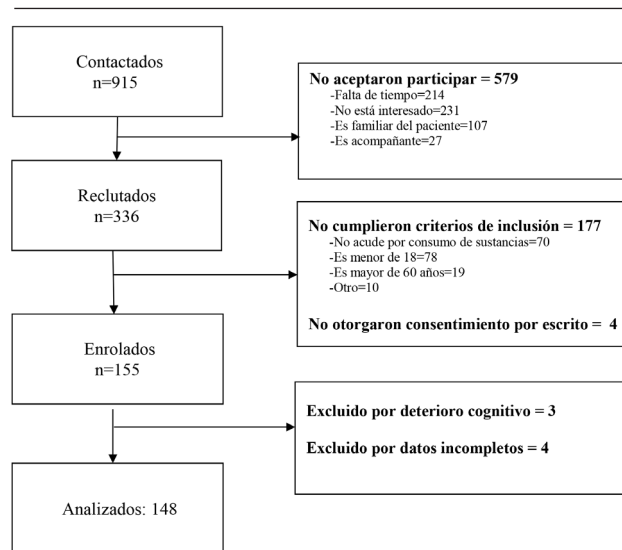 Contactados
n=915
No aceptaron participar = 579
-Falta de tiempo=214
-No está interesado=231
-Es familiar del paciente=107
-Es acompañante=27
Reclutados
n=336
No cumplieron criterios de inclusión = 177
-No acude por consumo de sustancias=70
-Es menor de 18=78
-Es mayor de 60 años=19
-Otro=10
No otorgaron consentimiento por escrito = 4
Enrolados
n=155
Excluido por deterioro cognitivo = 3
Excluido por datos incompletos = 4
Analizados: 148